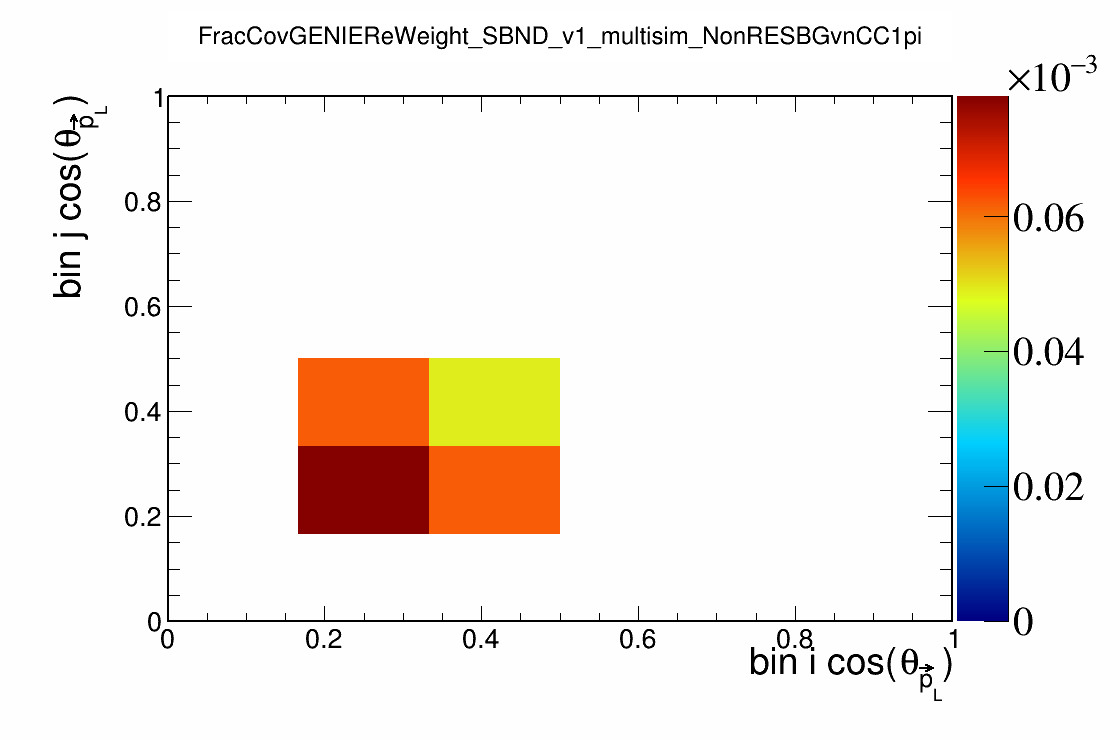 FracCovGENIEReWeight_SBND_v1_multisim_NonRESBGvnCC1pi
×10⁻³
bin j cos(θ_p⃗_L)
1
0.8
0.6
0.4
0.2
0
0 0.2 0.4 0.6 0.8 1
bin i cos(θ_p⃗_L)
0.06
0.04
0.02
0